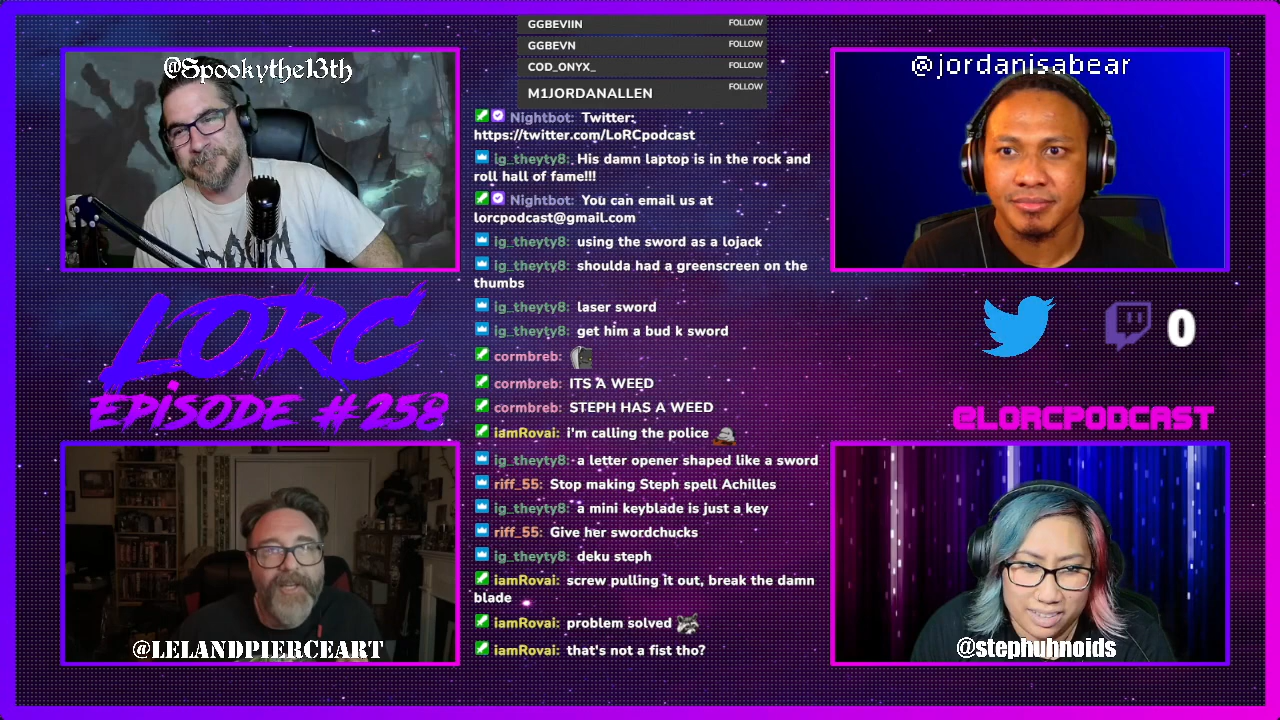 GGBEVIIN FOLLOW
GGBEVN FOLLOW
COD_ONYX_ FOLLOW
M1JORDANALLEN FOLLOW
@Spookythe13th
@jordanisabear
Nightbot: Twitter:
https://twitter.com/LoRCpodcast
ig_theyty8: His damn laptop is in the rock and
roll hall of fame!!!
Nightbot: You can email us at
lorcpodcast@gmail.com
ig_theyty8: using the sword as a lojack
ig_theyty8: shoulda had a greenscreen on the
thumbs
ig_theyty8: laser sword
ig_theyty8: get him a bud k sword
cormbreb:
cormbreb: ITS A WEED
cormbreb: STEPH HAS A WEED
iamRovai: i'm calling the police
ig_theyty8: a letter opener shaped like a sword
riff_55: Stop making Steph spell Achilles
ig_theyty8: a mini keyblade is just a key
riff_55: Give her swordchucks
ig_theyty8: deku steph
iamRovai: screw pulling it out, break the damn
blade
iamRovai: problem solved
iamRovai: that's not a fist tho?
LORC
EPISODE #258
0
@LORCPODCAST
@LELANDPIERCEART
@stephuhnoids